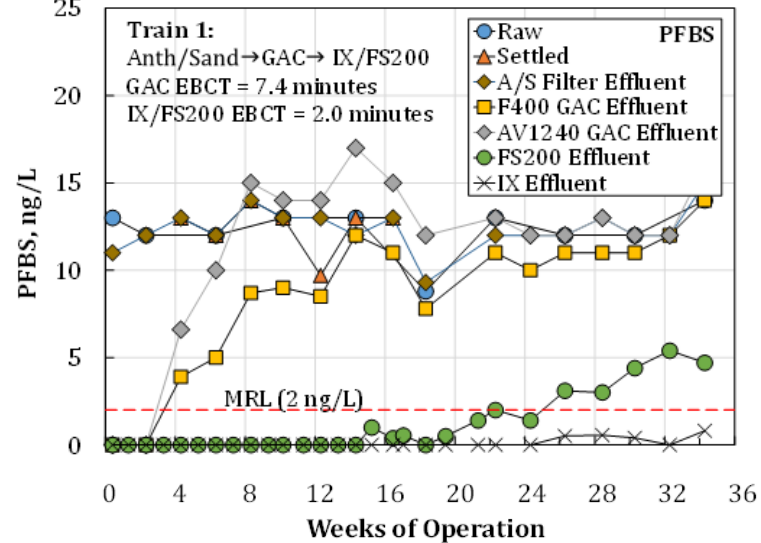 25
20
15
10
5
0
PFBS, ng/L
Train 1:
Anth/Sand→GAC→ IX/FS200
GAC EBCT = 7.4 minutes
IX/FS200 EBCT = 2.0 minutes
Raw
PFBS
Settled
A/S Filter Effluent
F400 GAC Effluent
AV1240 GAC Effluent
FS200 Effluent
IX Effluent
MRL (2 ng/L)
0 4 8 12 16 20 24 28 32 36
Weeks of Operation